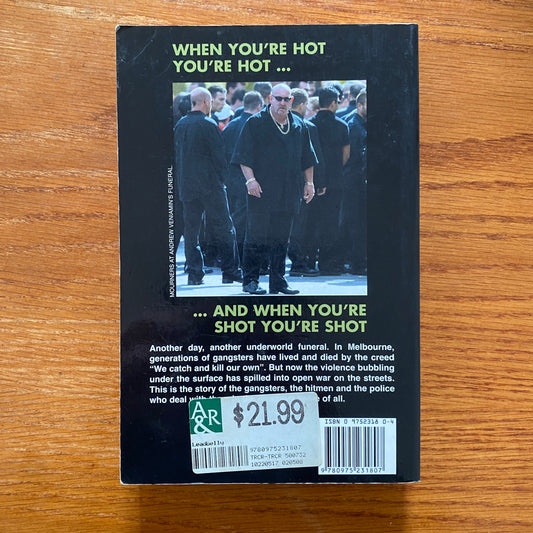 WHEN YOU'RE HOT
YOU'RE HOT ...
MOURNERS AT ANDREW VENIAMIN'S FUNERAL.
... AND WHEN YOU'RE
SHOT YOU'RE SHOT
Another day, another underworld funeral. In Melbourne,
generations of gangsters have lived and died by the creed
“We catch and kill our own”. But now the violence bubbling
under the surface has spilled into open war on the streets.
This is the story of the gangsters, the hitmen and the police
who deal with of all.
A&R
$21.99
Leadbelly
9780975231807
TRCR-TRCR 500732
10220517 020508
ISBN 0 9752318 0-4
9 780975 231807